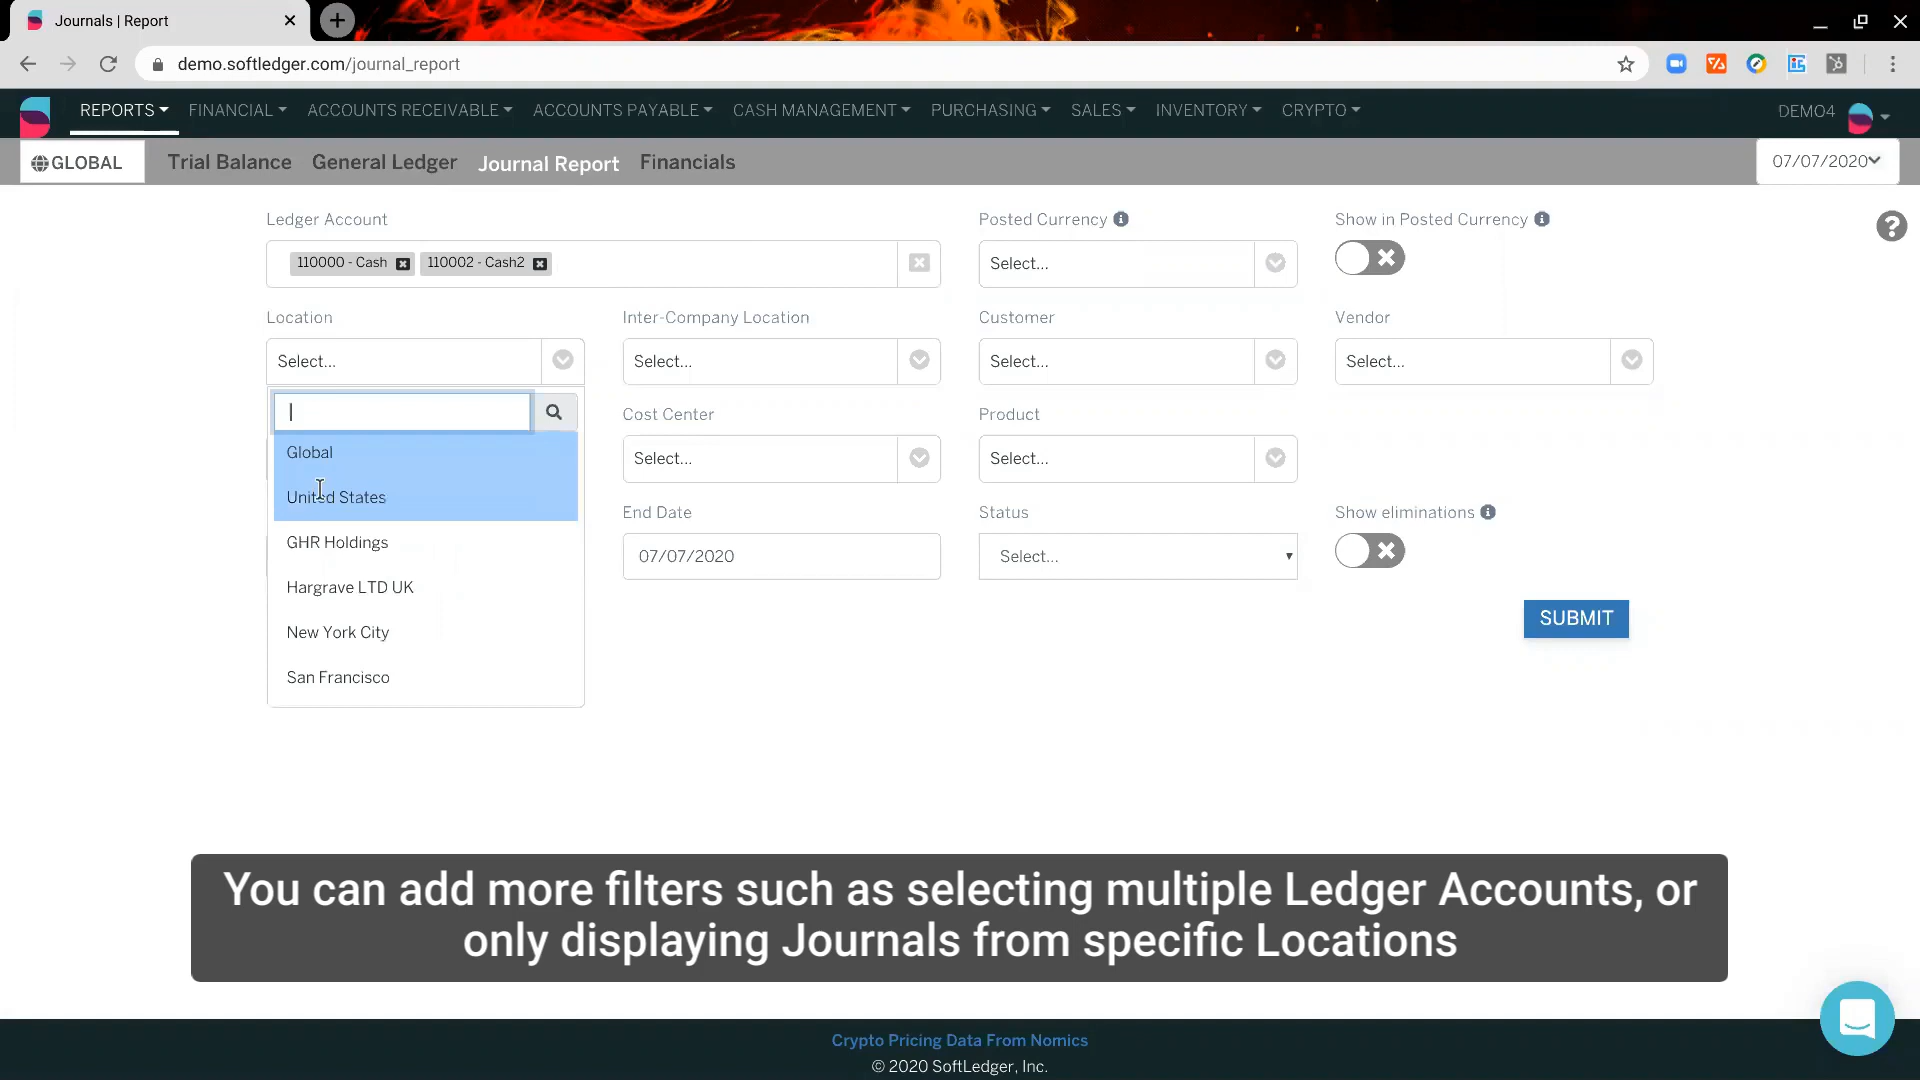 Journals | Report
demo.softledger.com/journal_report
REPORTS FINANCIAL ACCOUNTS RECEIVABLE ACCOUNTS PAYABLE CASH MANAGEMENT PURCHASING SALES INVENTORY CRYPTO DEMO4
GLOBAL Trial Balance General Ledger Journal Report Financials 07/07/2020
Ledger Account Posted Currency Show in Posted Currency
110000 - Cash 110002 - Cash2 Select...
Location Inter-Company Location Customer Vendor
Select... Select... Select... Select...
Cost Center Product
Global Select... Select...
United States
End Date Status Show eliminations
GHR Holdings 07/07/2020 Select...
Hargrave LTD UK
New York City SUBMIT
San Francisco
You can add more filters such as selecting multiple Ledger Accounts, or
only displaying Journals from specific Locations
Crypto Pricing Data From Nomics
© 2020 SoftLedger, Inc.